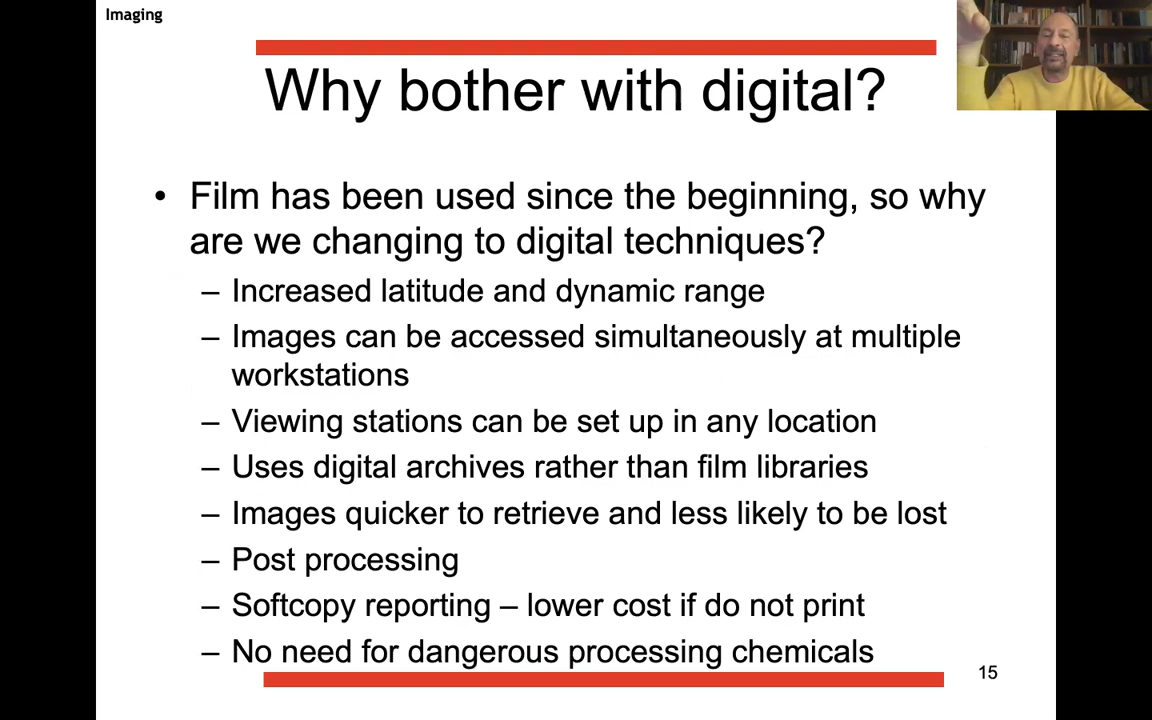 Imaging
Why bother with digital?
• Film has been used since the beginning, so why
are we changing to digital techniques?
– Increased latitude and dynamic range
– Images can be accessed simultaneously at multiple
workstations
– Viewing stations can be set up in any location
– Uses digital archives rather than film libraries
– Images quicker to retrieve and less likely to be lost
– Post processing
– Softcopy reporting – lower cost if do not print
– No need for dangerous processing chemicals
15